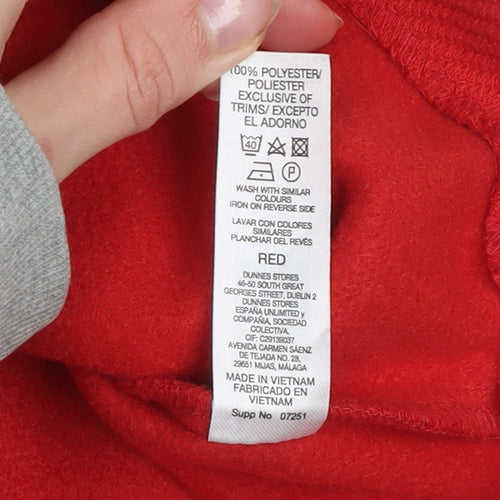 100% POLYESTER/
POLIESTER
EXCLUSIVE OF
TRIMS/ EXCEPTO
EL ADORNO
40
P
WASH WITH SIMILAR
COLOURS
IRON ON REVERSE SIDE
LAVAR CON COLORES
SIMILARES
PLANCHAR DEL REVÉS
RED
DUNNES STORES
46-50 SOUTH GREAT
GEORGES STREET, DUBLIN 2
DUNNES STORES
ESPAÑA UNLIMITED y
COMPAÑIA, SOCIEDAD
COLECTIVA.
CIF: C29139037
AVENIDA CARMEN SÁENZ
DE TEJADA NO. 28,
29651 MIJAS, MÁLAGA
MADE IN VIETNAM
FABRICADO EN
VIETNAM
Supp No 07251